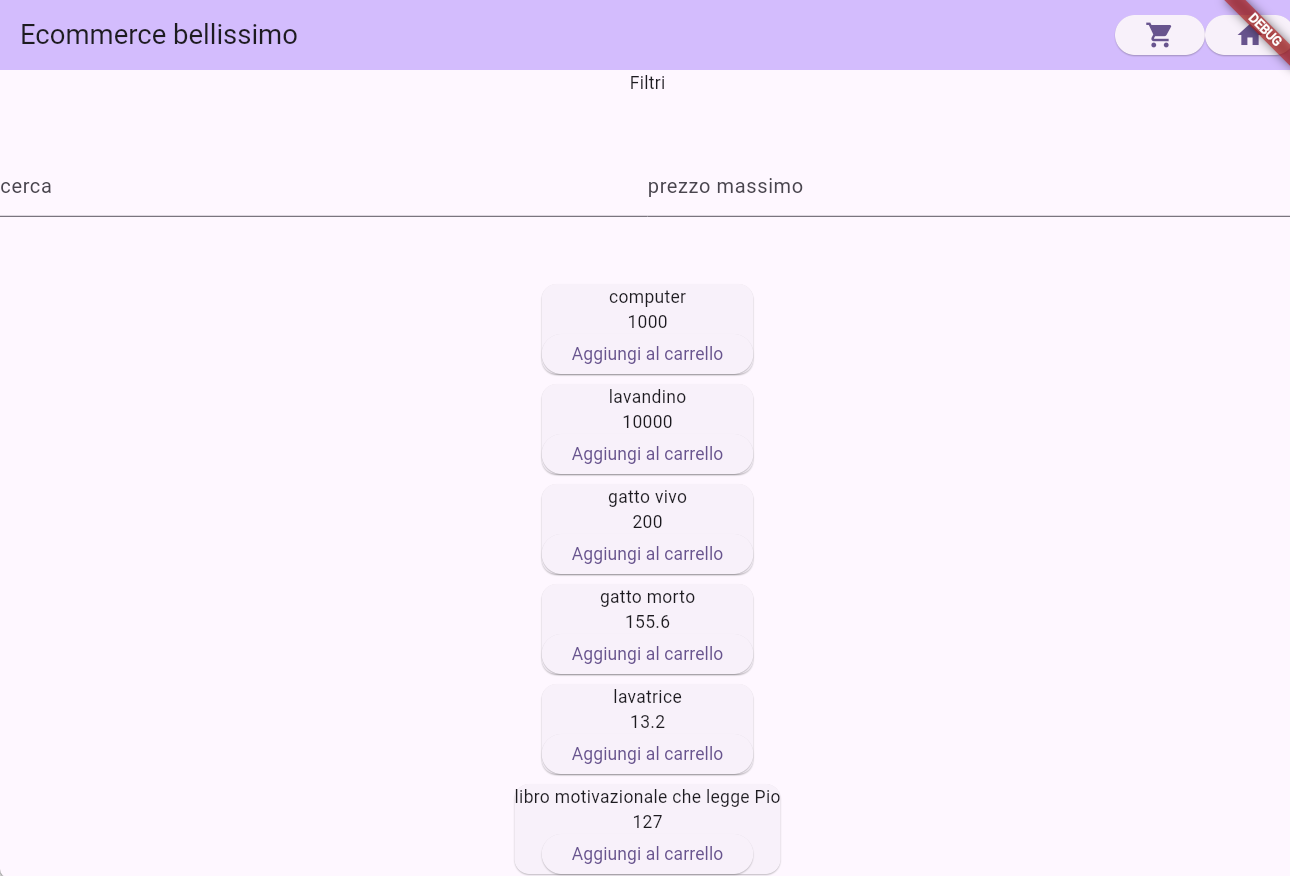 Ecommerce bellissimo
DEBUG
Filtri
cerca
prezzo massimo
computer
1000
Aggiungi al carrello
lavandino
10000
Aggiungi al carrello
gatto vivo
200
Aggiungi al carrello
gatto morto
155.6
Aggiungi al carrello
lavatrice
13.2
Aggiungi al carrello
libro motivazionale che legge Pio
127
Aggiungi al carrello